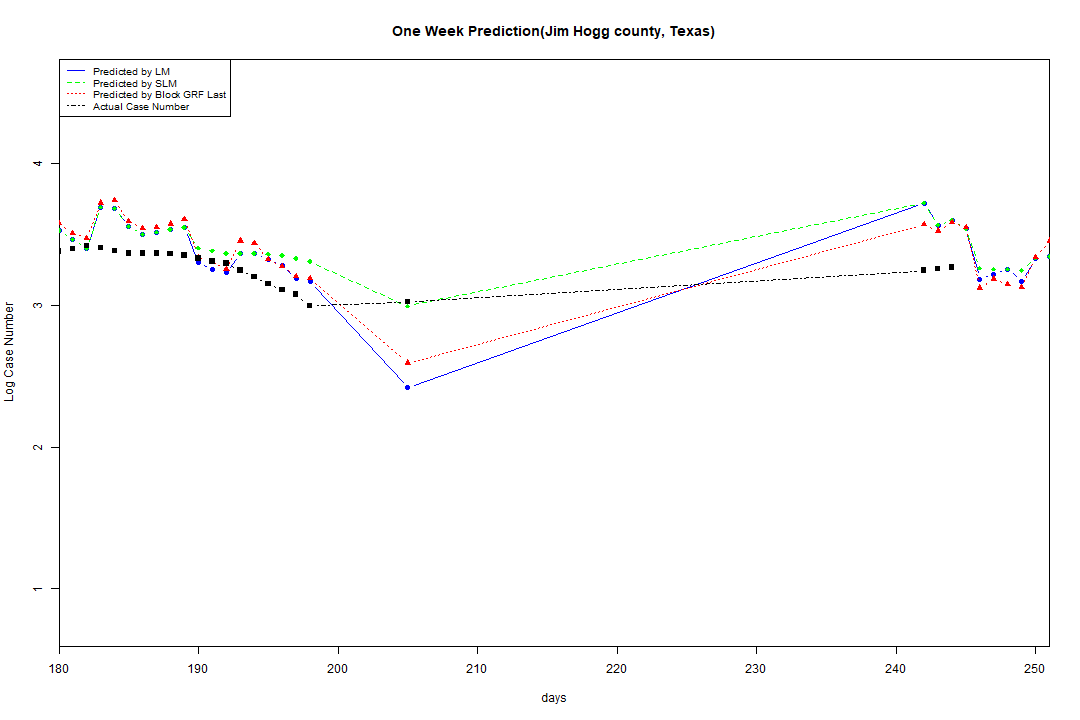 One Week Prediction(Jim Hogg county, Texas)
Predicted by LM
Predicted by SLM
Predicted by Block GRF Last
Actual Case Number
4
3
2
1
Log Case Number
180 190 200 210 220 230 240 250
days